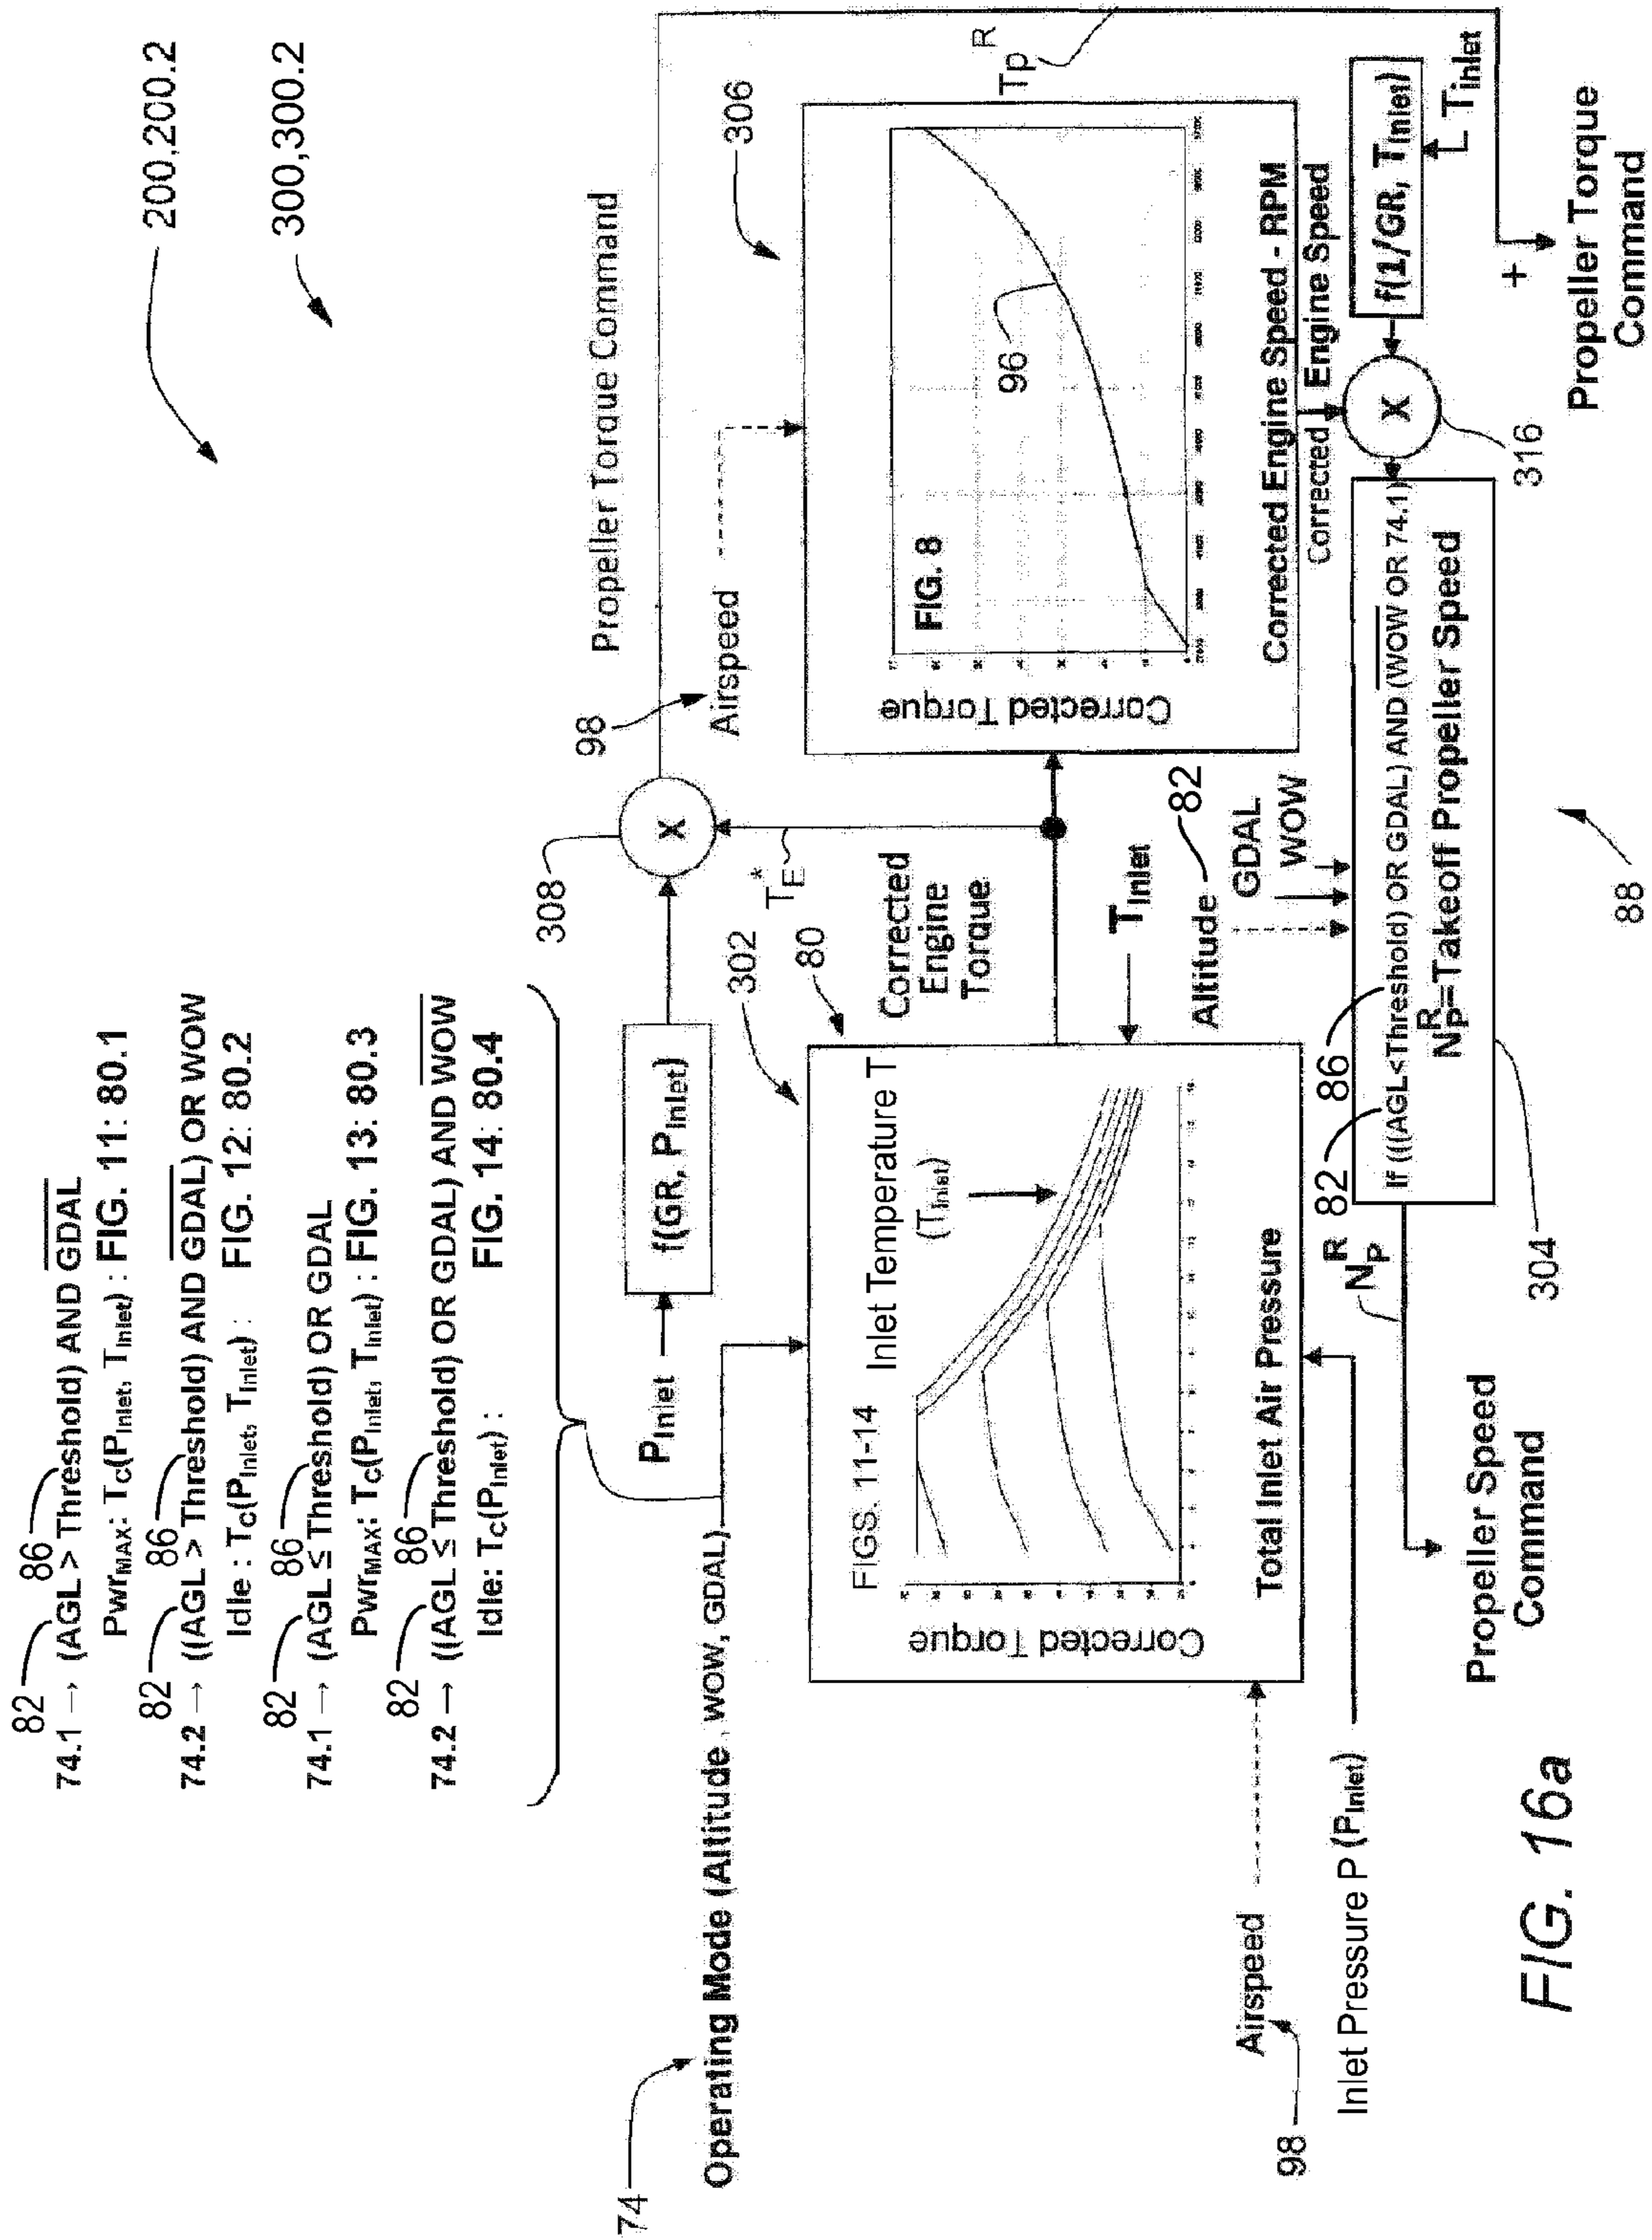 200,200.2
300,300.2
82 86
74.1 → (AGL > Threshold) AND G̅D̅A̅L̅
PwrMAX: TC(PInlet, TInlet) : FIG. 11: 80.1
82 86
74.2 → ((AGL > Threshold) AND G̅D̅A̅L̅) OR WOW
Idle : TC(PInlet, TInlet) : FIG. 12: 80.2
82 86
74.1 → (AGL ≤ Threshold) OR GDAL
PwrMAX: TC(PInlet, TInlet) : FIG. 13: 80.3
82 86
74.2 → ((AGL ≤ Threshold) OR GDAL) AND W̅O̅W̅
Idle: TC(PInlet) : FIG. 14: 80.4
74
Operating Mode (Altitude, WOW, GDAL)
PInlet
f(GR, PInlet)
308
X
Propeller Torque Command
TpR
98
Airspeed
306
302
80
TE*
Corrected
Engine
Torque
FIGS. 11-14
Inlet Temperature T
(TInlet)
Corrected Torque
Total Inlet Air Pressure
TInlet
FIG. 8
96
Corrected Torque
Corrected Engine Speed - RPM
Corrected Engine Speed
Airspeed
98
Inlet Pressure P (PInlet)
Altitude 82
GDAL
WOW
82 86
If (((AGL<Threshold) OR GDAL) AND (W̅O̅W̅ OR 74.1)
NPR=Takeoff Propeller Speed
X
316
f(1/GR, TInlet)
TInlet
NPR
304
88
+
Propeller Speed
Command
Propeller Torque
Command
FIG. 16a